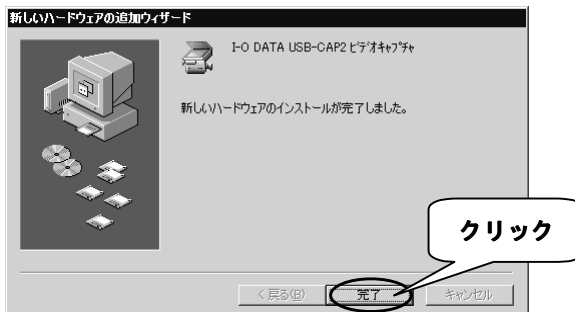 新しいハードウェアの追加ウィザード
I-O DATA USB-CAP2 ビデオキャプチャ
新しいハードウェアのインストールが完了しました。
クリック
< 戻る(B)
完了
キャンセル